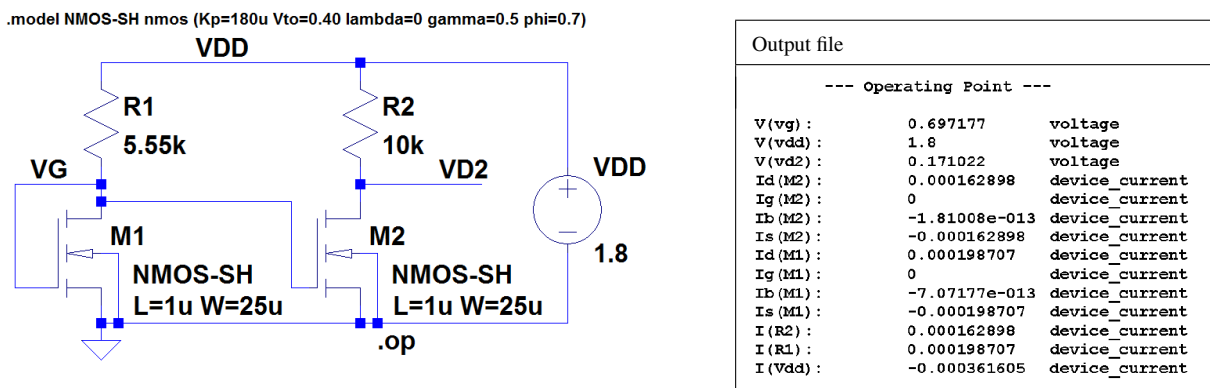 .model NMOS-SH nmos (Kp=180u Vto=0.40 lambda=0 gamma=0.5 phi=0.7)
VDD
R1
5.55k
R2
10k
VG
VD2
VDD
M1
M2
1.8
NMOS-SH
L=1u W=25u
NMOS-SH
L=1u W=25u
.op
Output file
--- Operating Point ---
V(vg): 0.697177 voltage
V(vdd): 1.8 voltage
V(vd2): 0.171022 voltage
Id(M2): 0.000162898 device_current
Ig(M2): 0 device_current
Ib(M2): -1.81008e-013 device_current
Is(M2): -0.000162898 device_current
Id(M1): 0.000198707 device_current
Ig(M1): 0 device_current
Ib(M1): -7.07177e-013 device_current
Is(M1): -0.000198707 device_current
I(R2): 0.000162898 device_current
I(R1): 0.000198707 device_current
I(Vdd): -0.000361605 device_current